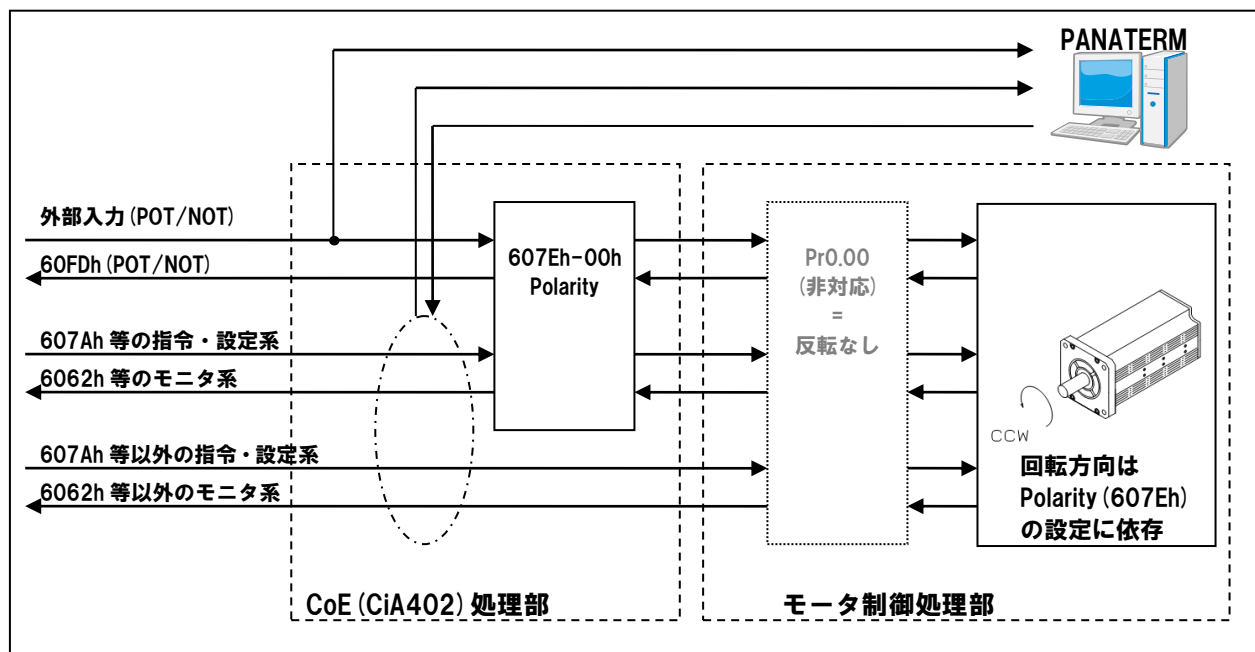 PANATERM
外部入力(POT/NOT)
60FDh(POT/NOT)
607Ah 等の指令・設定系
6062h 等のモニタ系
607Ah 等以外の指令・設定系
6062h 等以外のモニタ系
607Eh-00h
Polarity
Pr0.00
(非対応)
=
反転なし
CCW
回転方向は
Polarity(607Eh)
の設定に依存
CoE(CiA402)処理部
モータ制御処理部